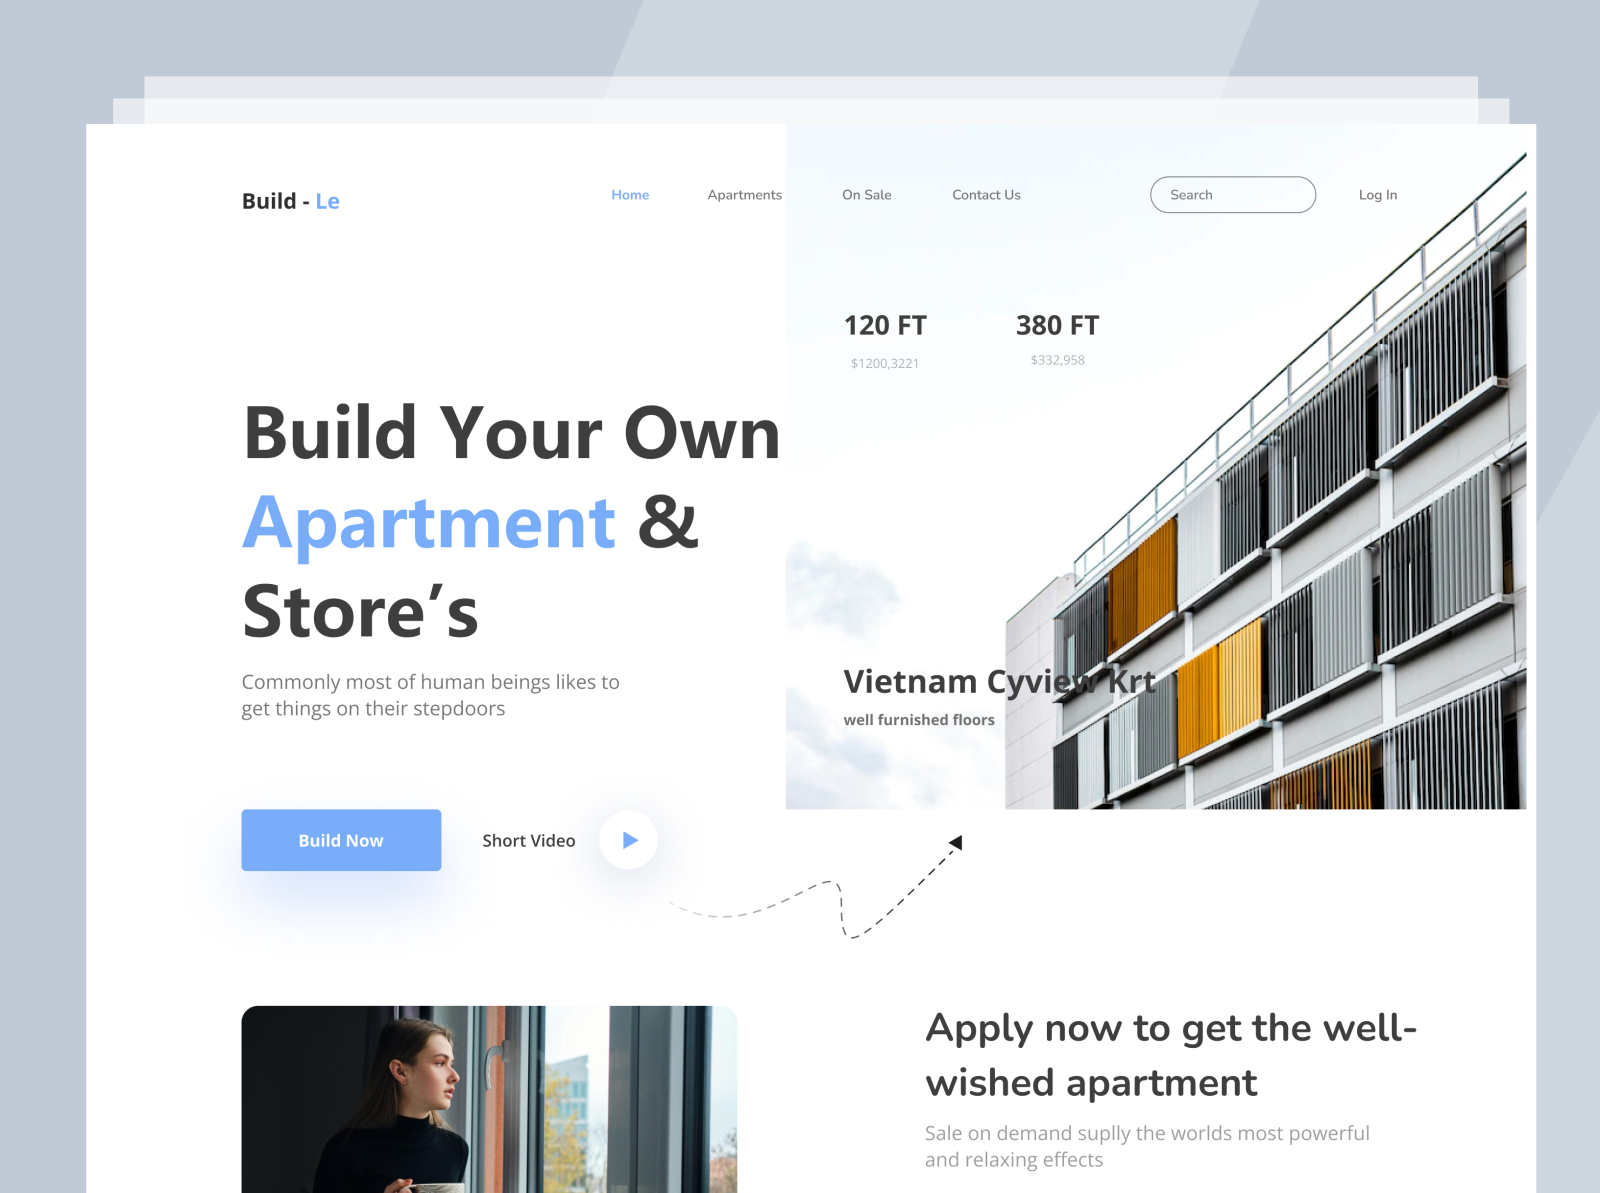 Build - Le
Home
Apartments
On Sale
Contact Us
Search
Log In
120 FT
380 FT
$1200,3221
$332,958
Build Your Own
Apartment &
Store’s
Commonly most of human beings likes to
get things on their stepdoors
Vietnam Cyview Krt
well furnished floors
Build Now
Short Video
Apply now to get the well-
wished apartment
Sale on demand suplly the worlds most powerful
and relaxing effects